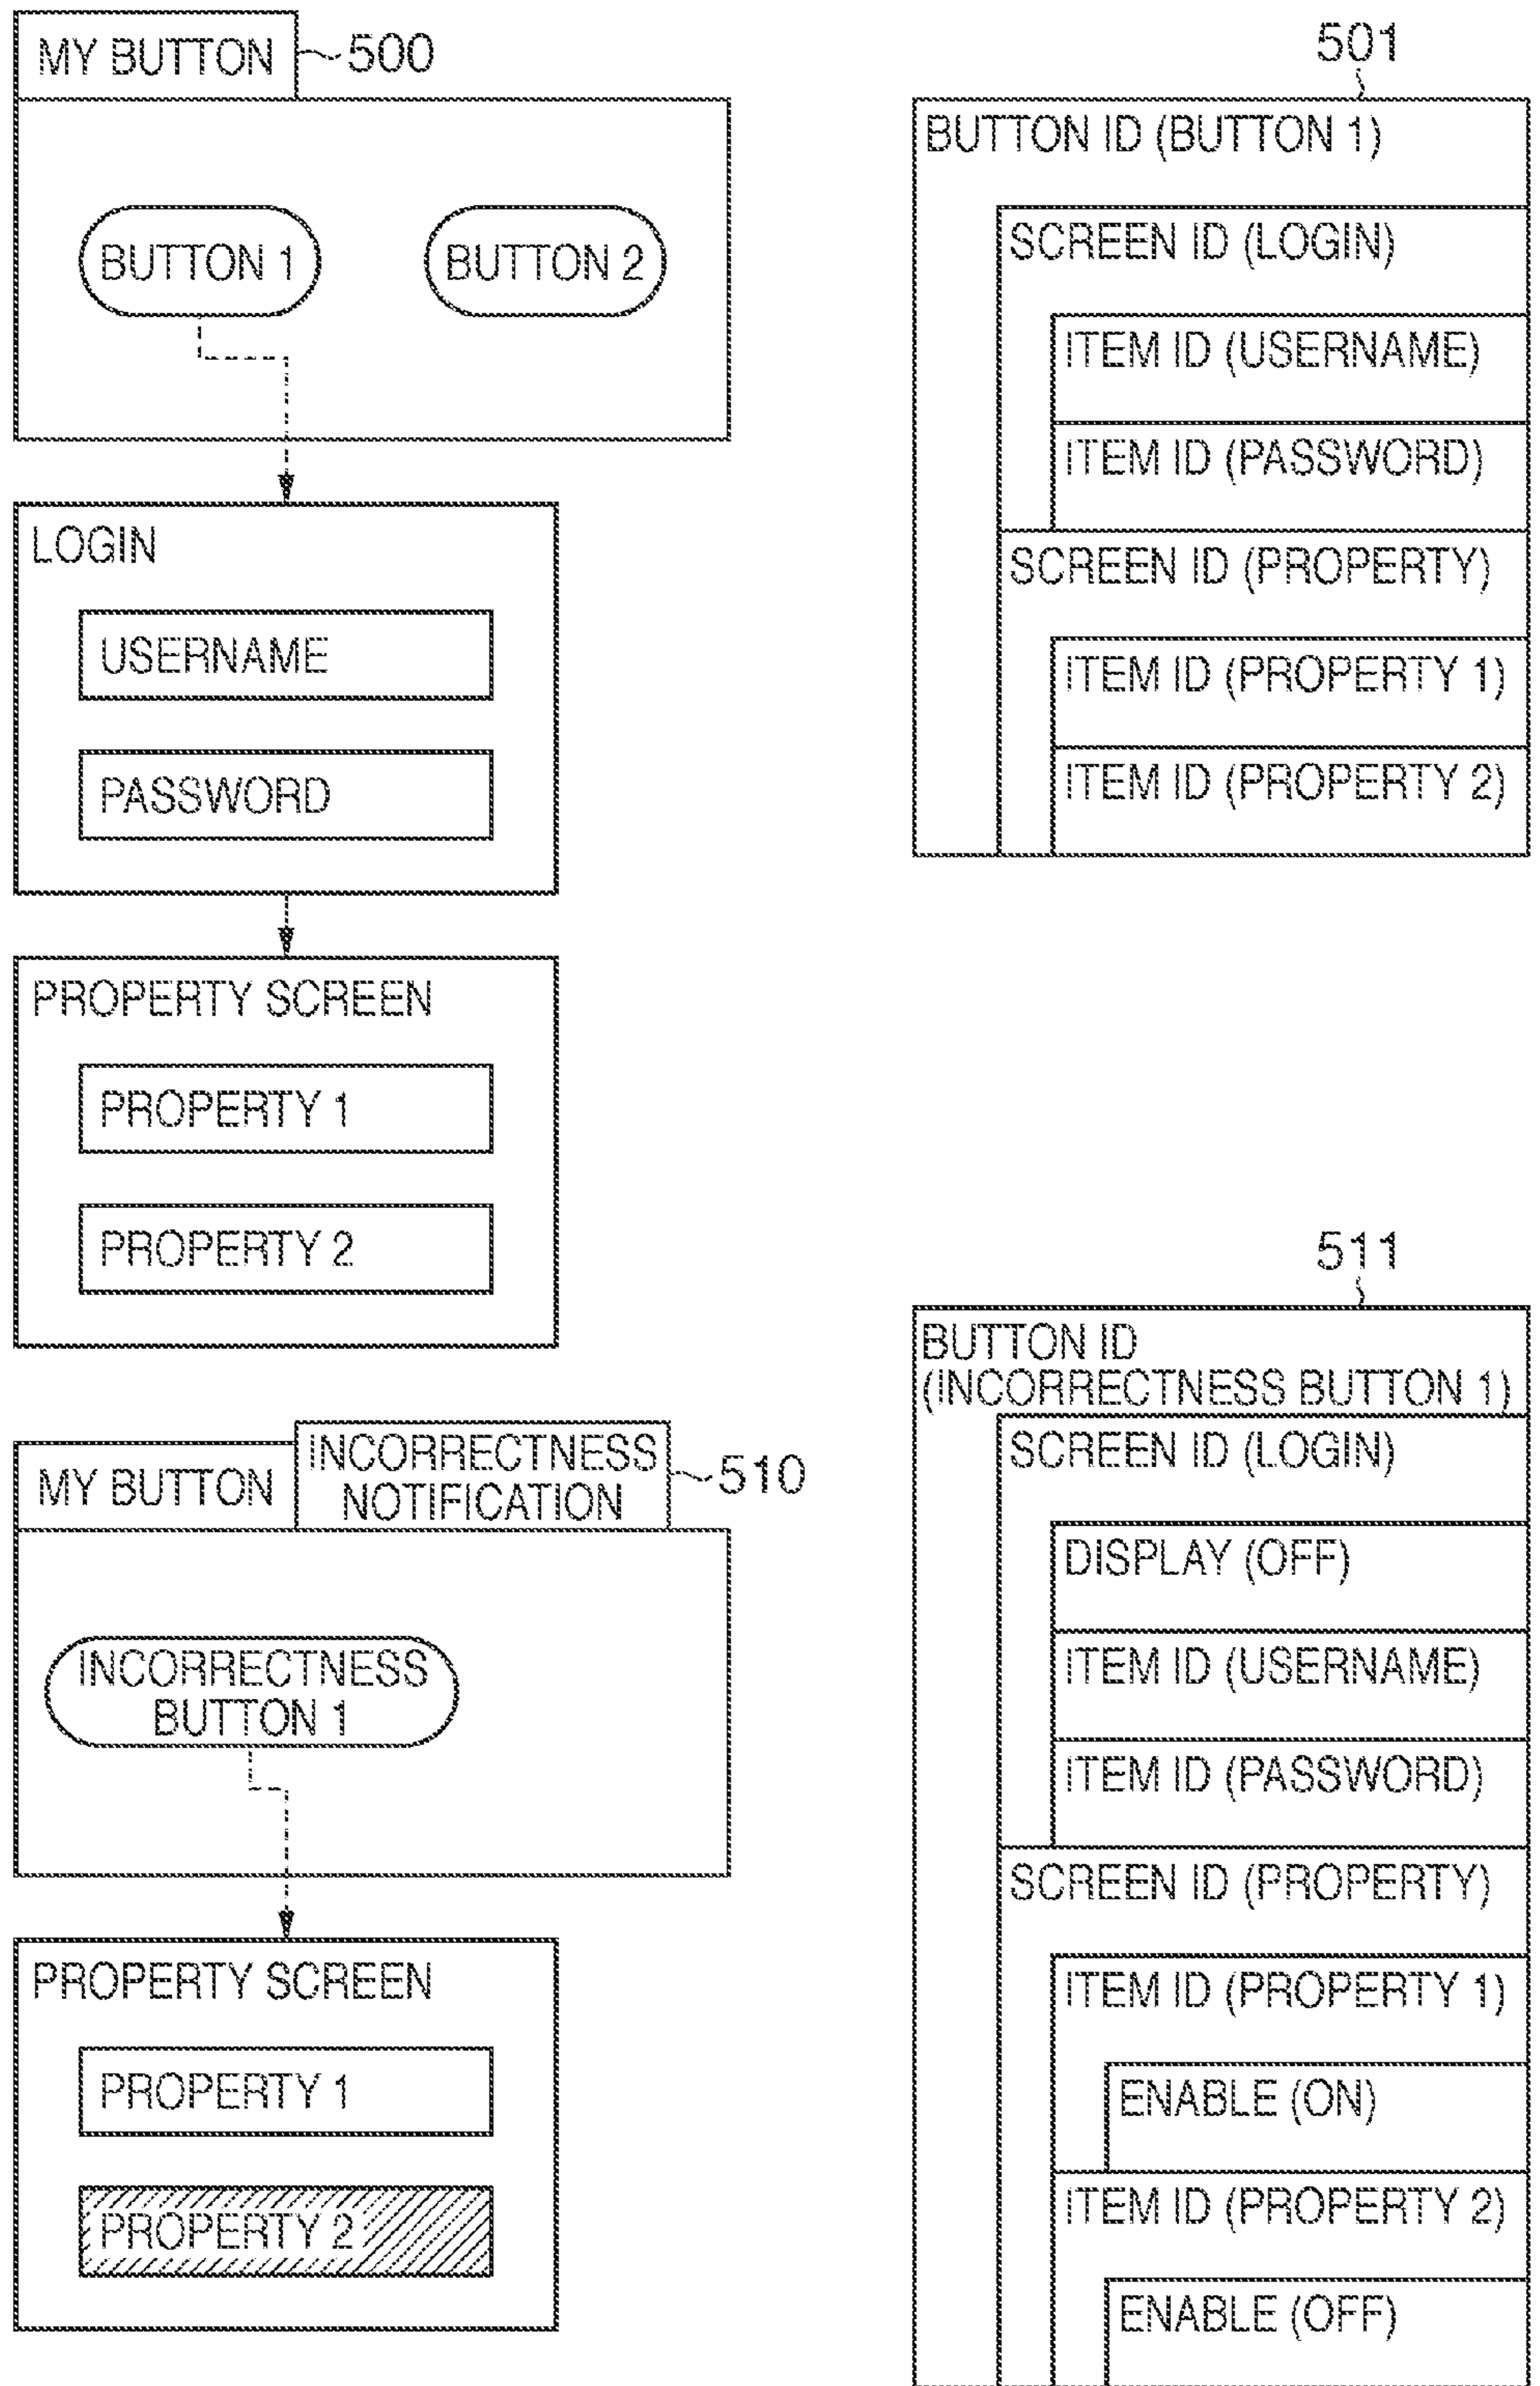 MY BUTTON
500
BUTTON 1
BUTTON 2
LOGIN
USERNAME
PASSWORD
PROPERTY SCREEN
PROPERTY 1
PROPERTY 2
501
BUTTON ID (BUTTON 1)
SCREEN ID (LOGIN)
ITEM ID (USERNAME)
ITEM ID (PASSWORD)
SCREEN ID (PROPERTY)
ITEM ID (PROPERTY 1)
ITEM ID (PROPERTY 2)
MY BUTTON
INCORRECTNESS
NOTIFICATION
510
INCORRECTNESS
BUTTON 1
PROPERTY SCREEN
PROPERTY 1
PROPERTY 2
511
BUTTON ID
(INCORRECTNESS BUTTON 1)
SCREEN ID (LOGIN)
DISPLAY (OFF)
ITEM ID (USERNAME)
ITEM ID (PASSWORD)
SCREEN ID (PROPERTY)
ITEM ID (PROPERTY 1)
ENABLE (ON)
ITEM ID (PROPERTY 2)
ENABLE (OFF)